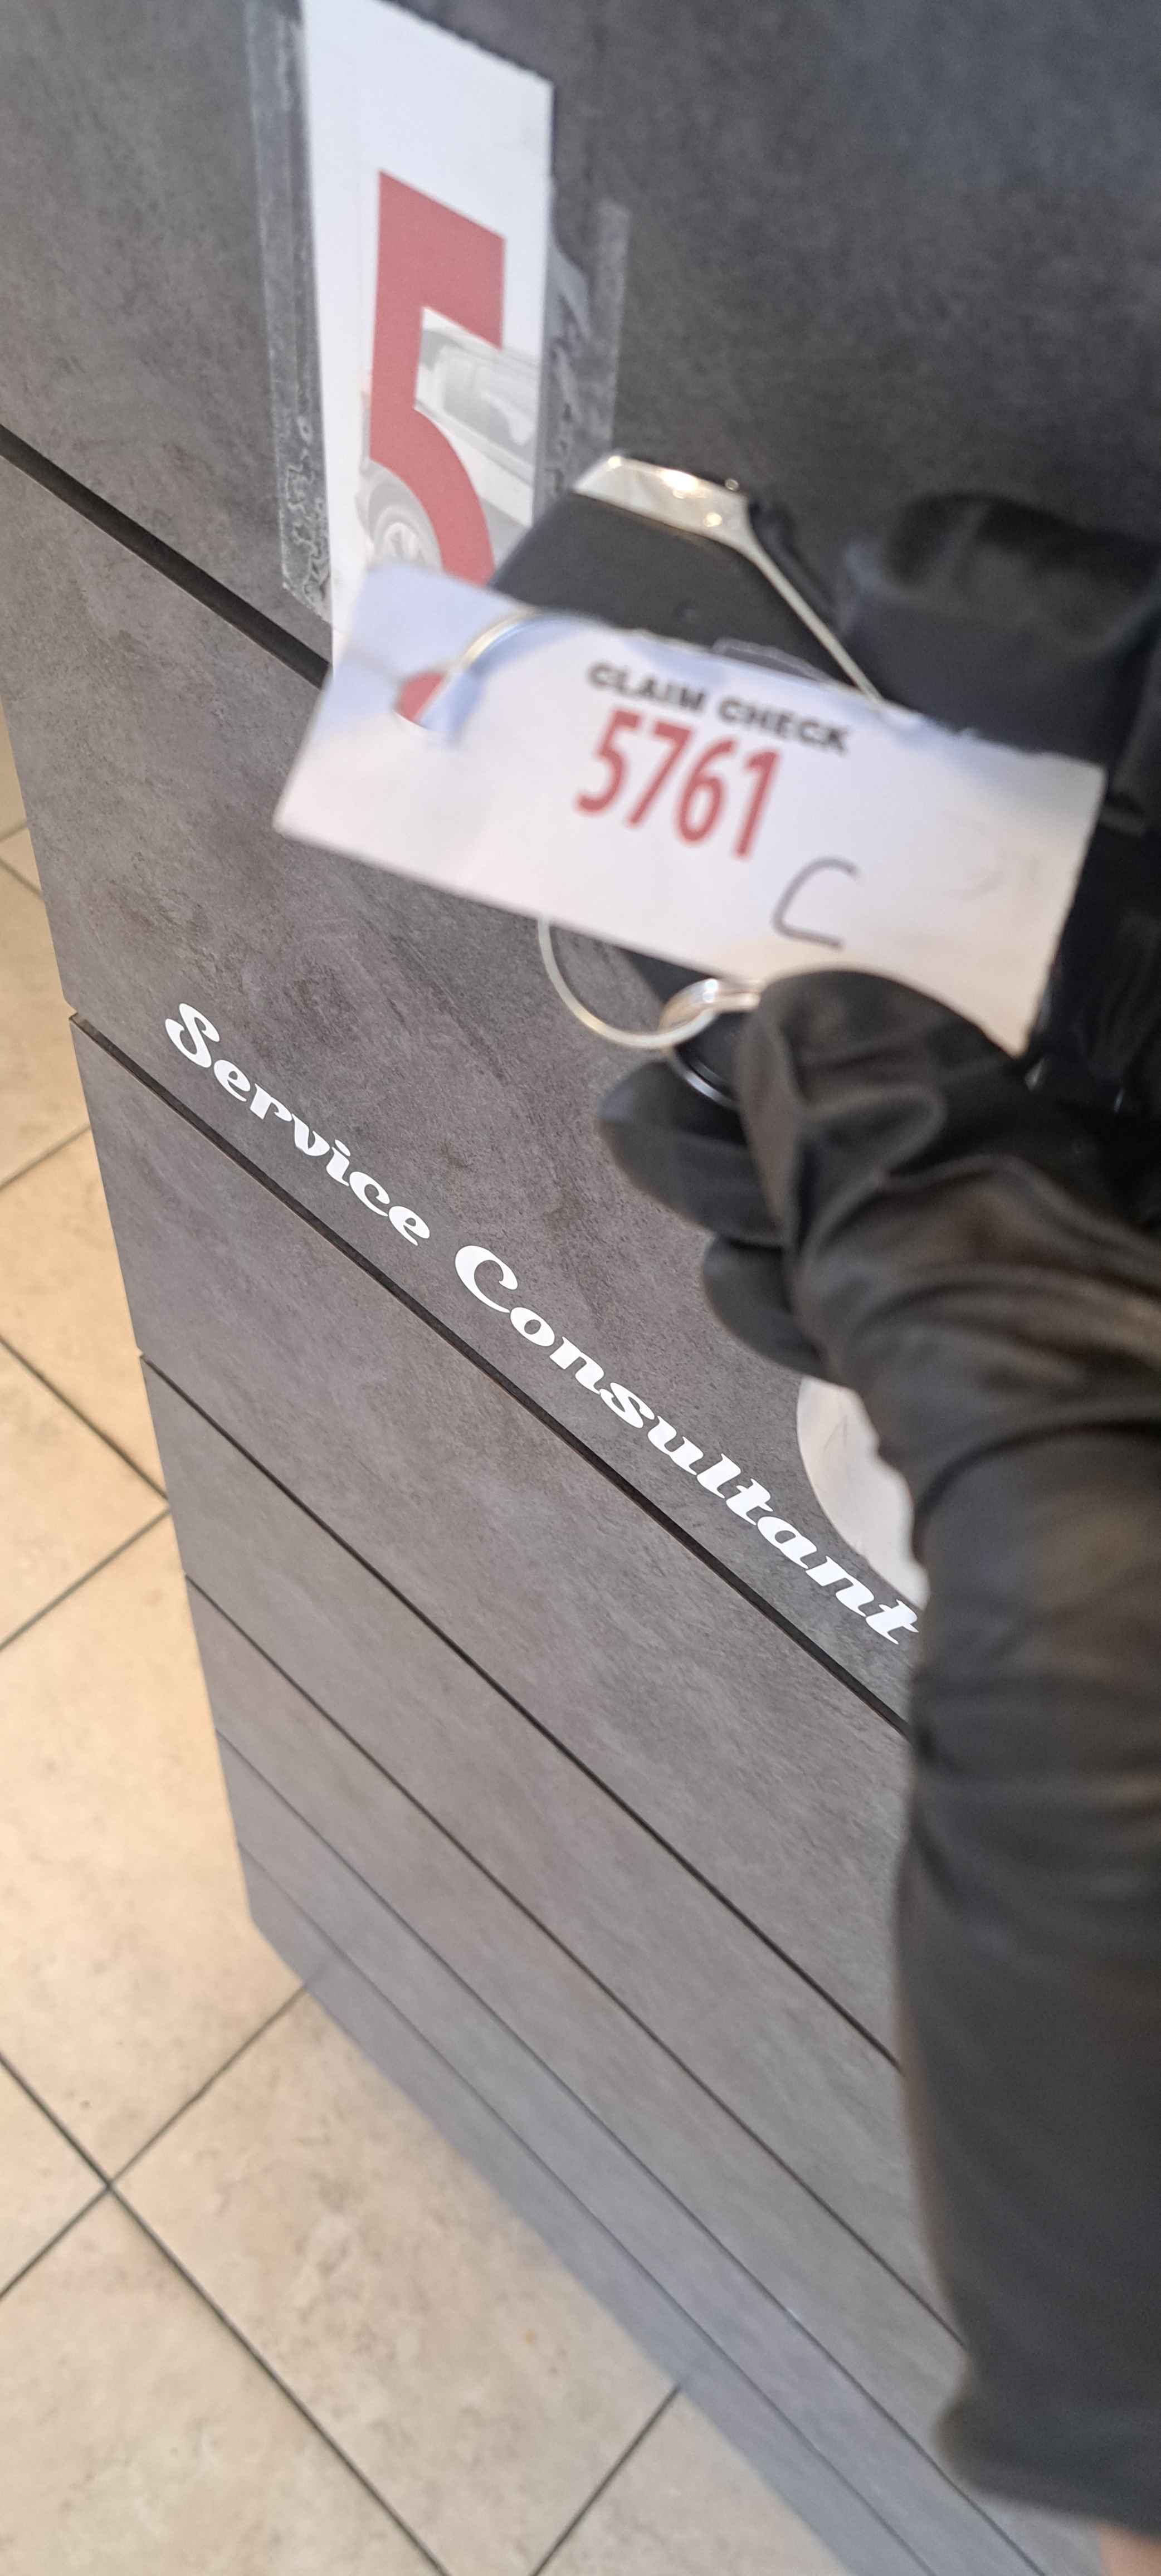 5
CLAIM CHECK
5761
C
Service Consultant